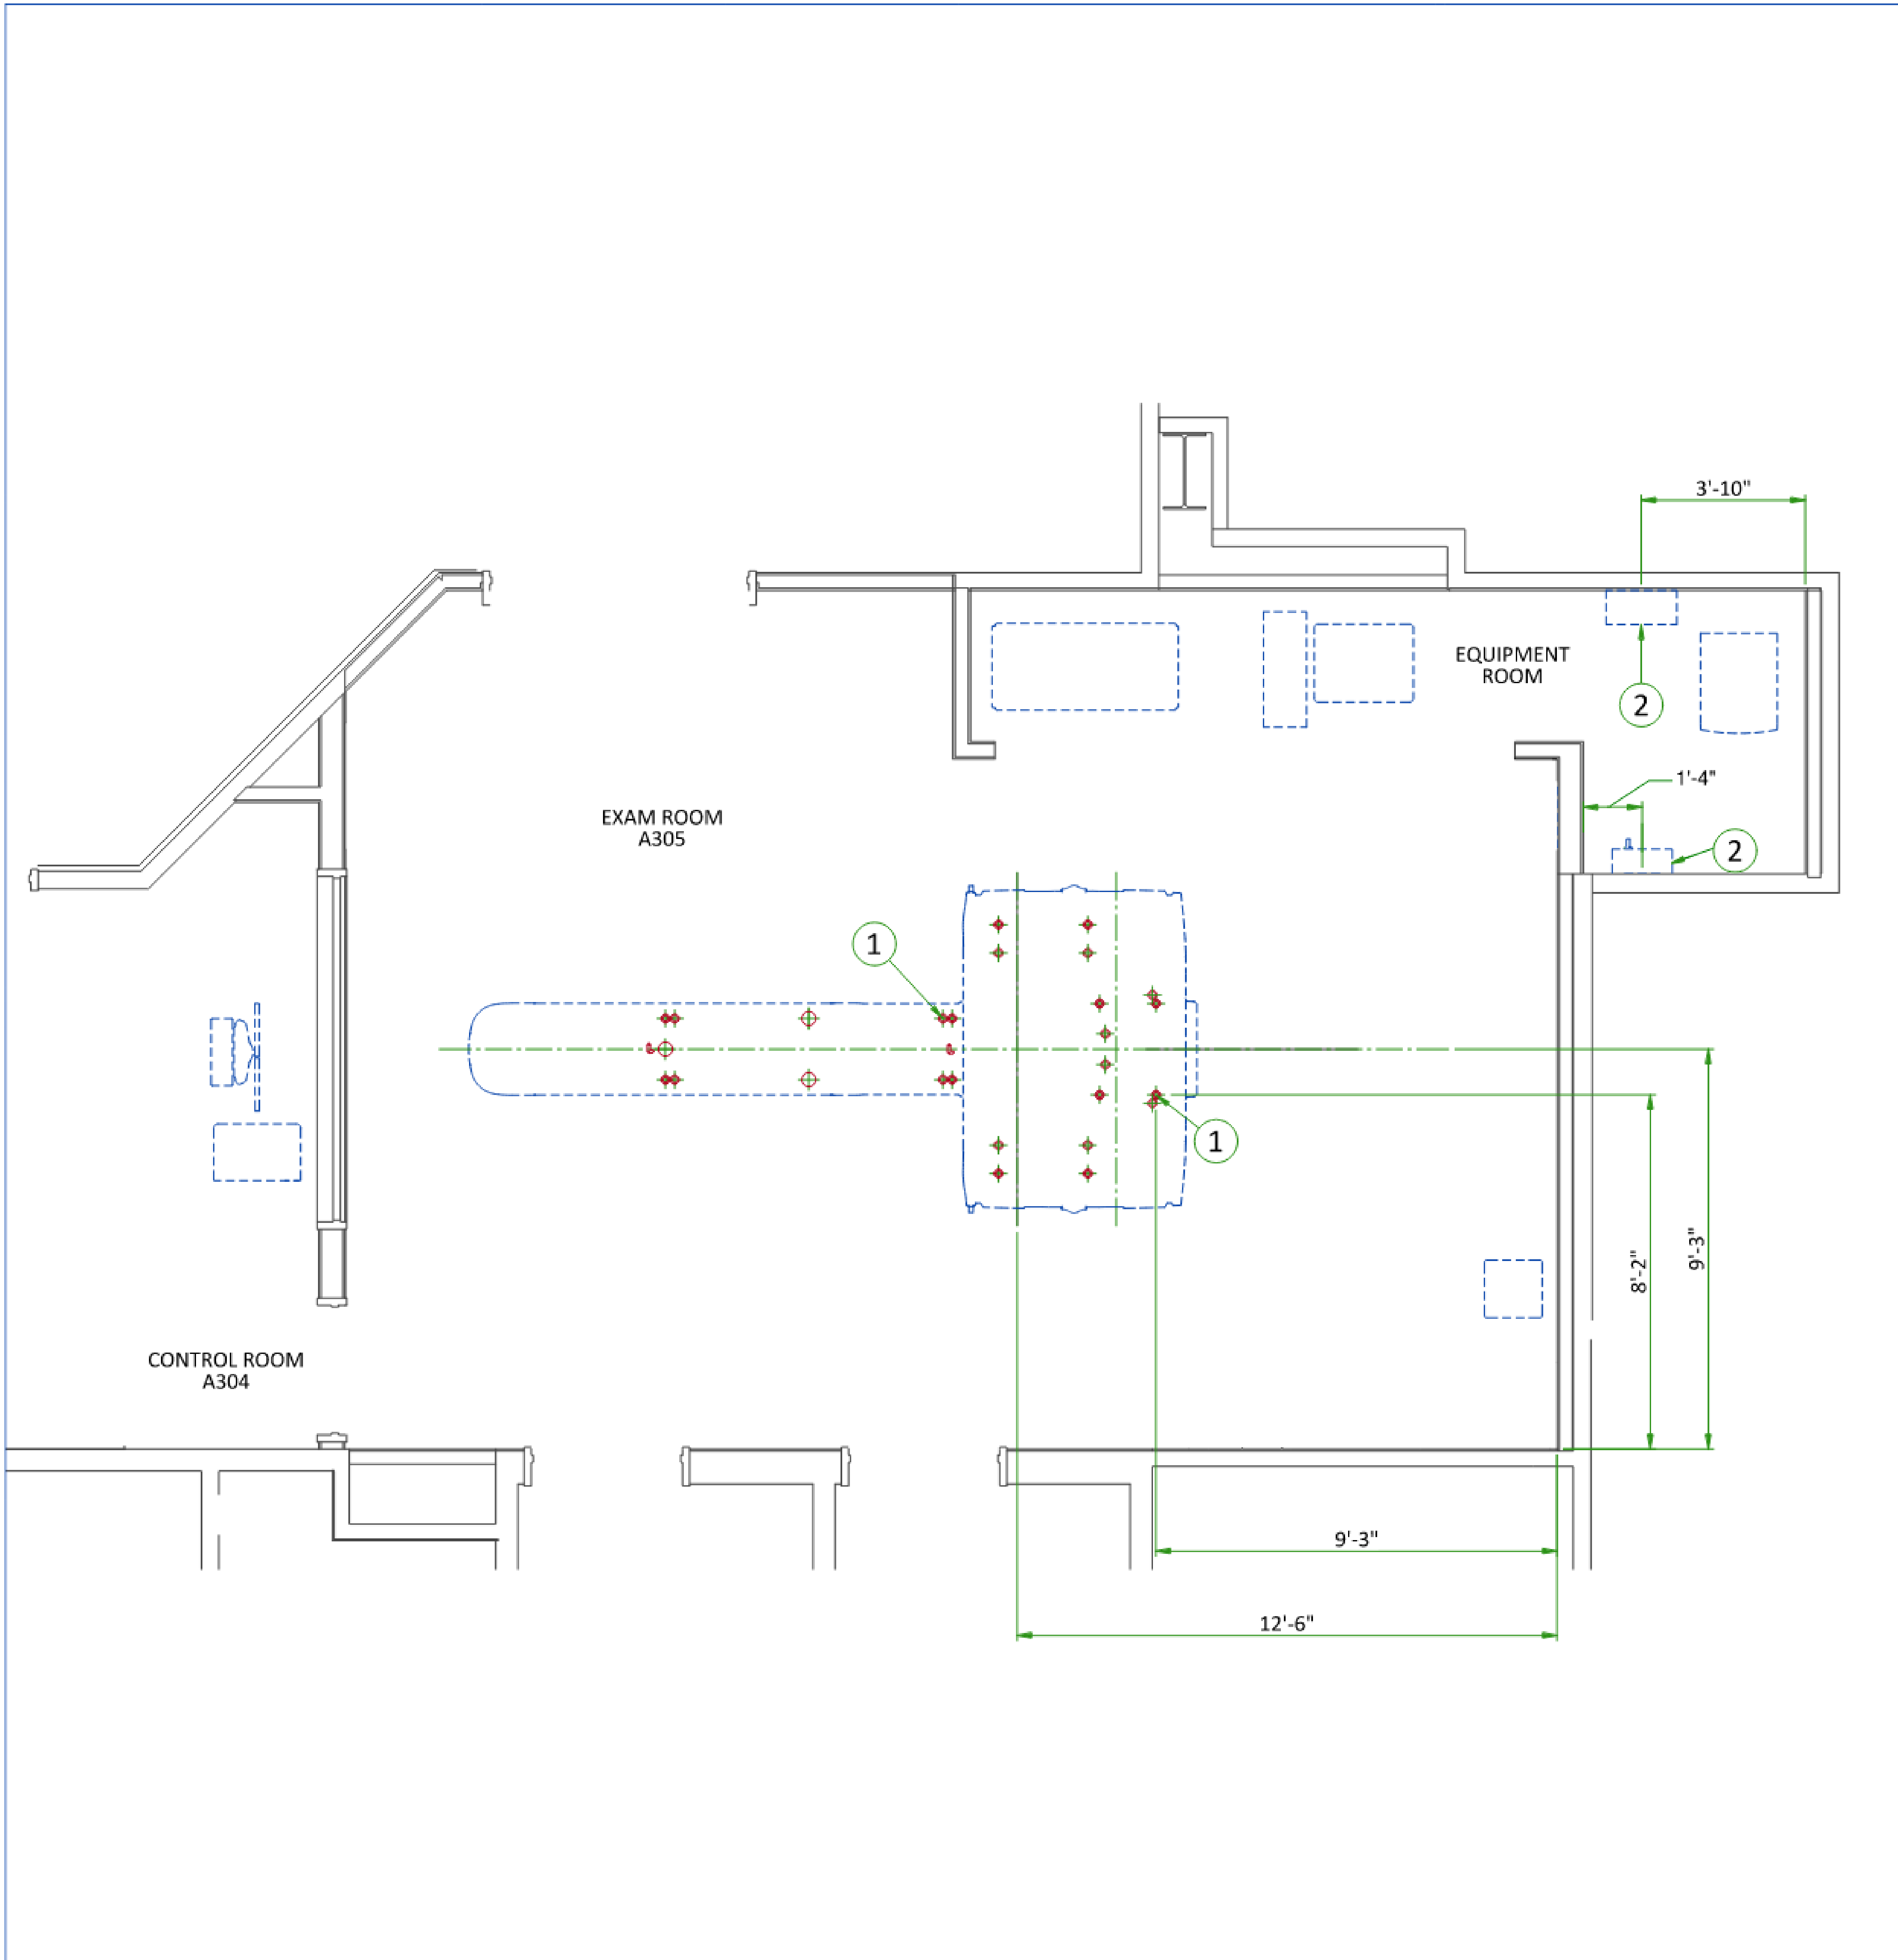 3'-10"
EQUIPMENT
ROOM
2
1'-4"
EXAM ROOM
A305
2
1
1
8'-2"
9'-3"
CONTROL ROOM
A304
9'-3"
12'-6"